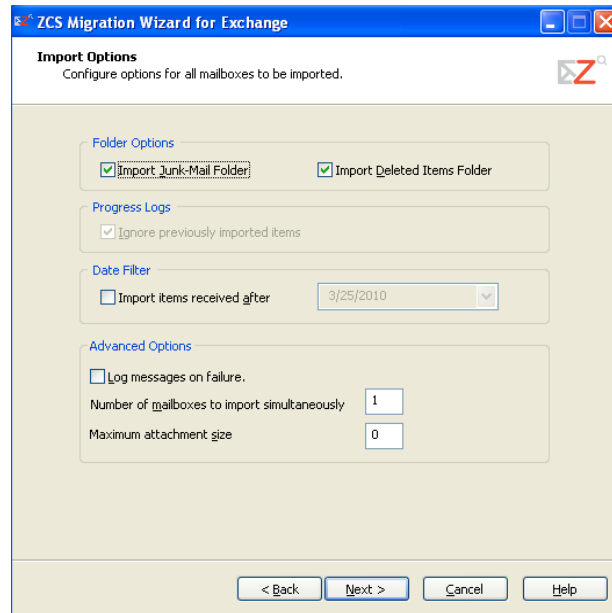 ZCS Migration Wizard for Exchange
Import Options
Configure options for all mailboxes to be imported.
Folder Options
Import Junk-Mail Folder Import Deleted Items Folder
Progress Logs
Ignore previously imported items
Date Filter
Import items received after 3/25/2010
Advanced Options
Log messages on failure.
Number of mailboxes to import simultaneously 1
Maximum attachment size 0
< Back Next > Cancel Help